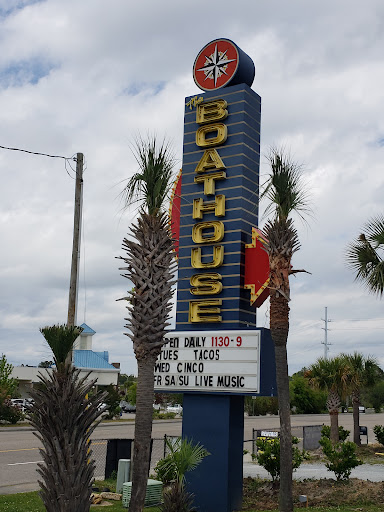 The
BOATHOUSE
OPEN DAILY 1130-9
TUES TACOS
WED CINCO
FR SA SU LIVE MUSIC